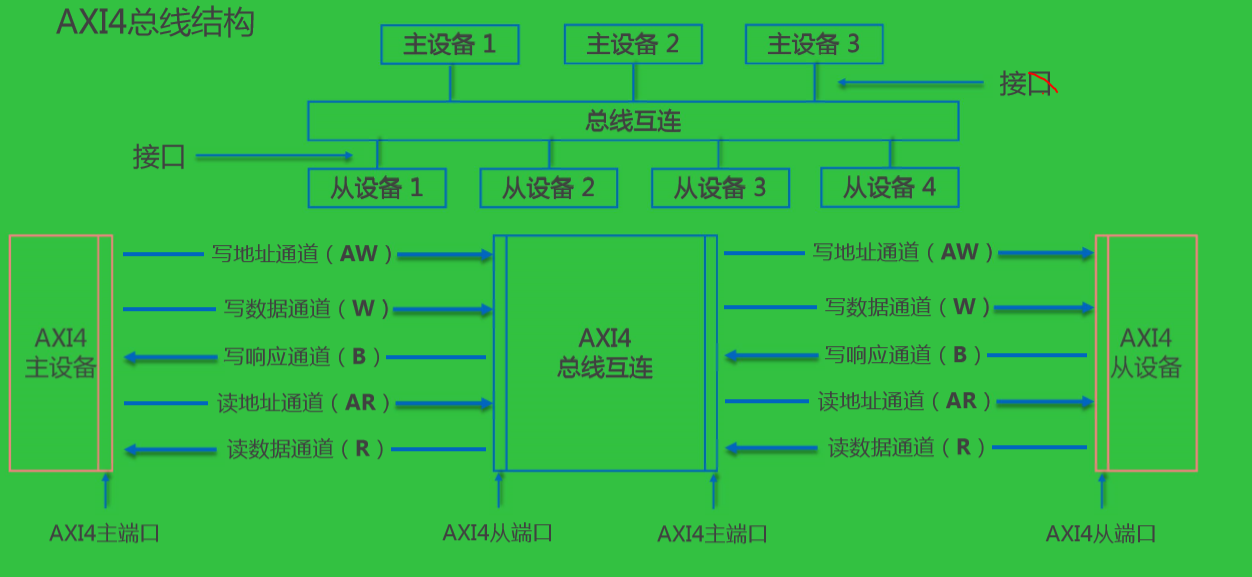 AXI4总线结构
主设备 1
主设备 2
主设备 3
接口
总线互连
接口
从设备 1
从设备 2
从设备 3
从设备 4
写地址通道 ( AW )
写地址通道 ( AW )
写数据通道 ( W )
写数据通道 ( W )
AXI4
主设备
AXI4
总线互连
AXI4
从设备
写响应通道 ( B )
写响应通道 ( B )
读地址通道 ( AR )
读地址通道 ( AR )
读数据通道 ( R )
读数据通道 ( R )
AXI4主端口
AXI4从端口
AXI4主端口
AXI4从端口